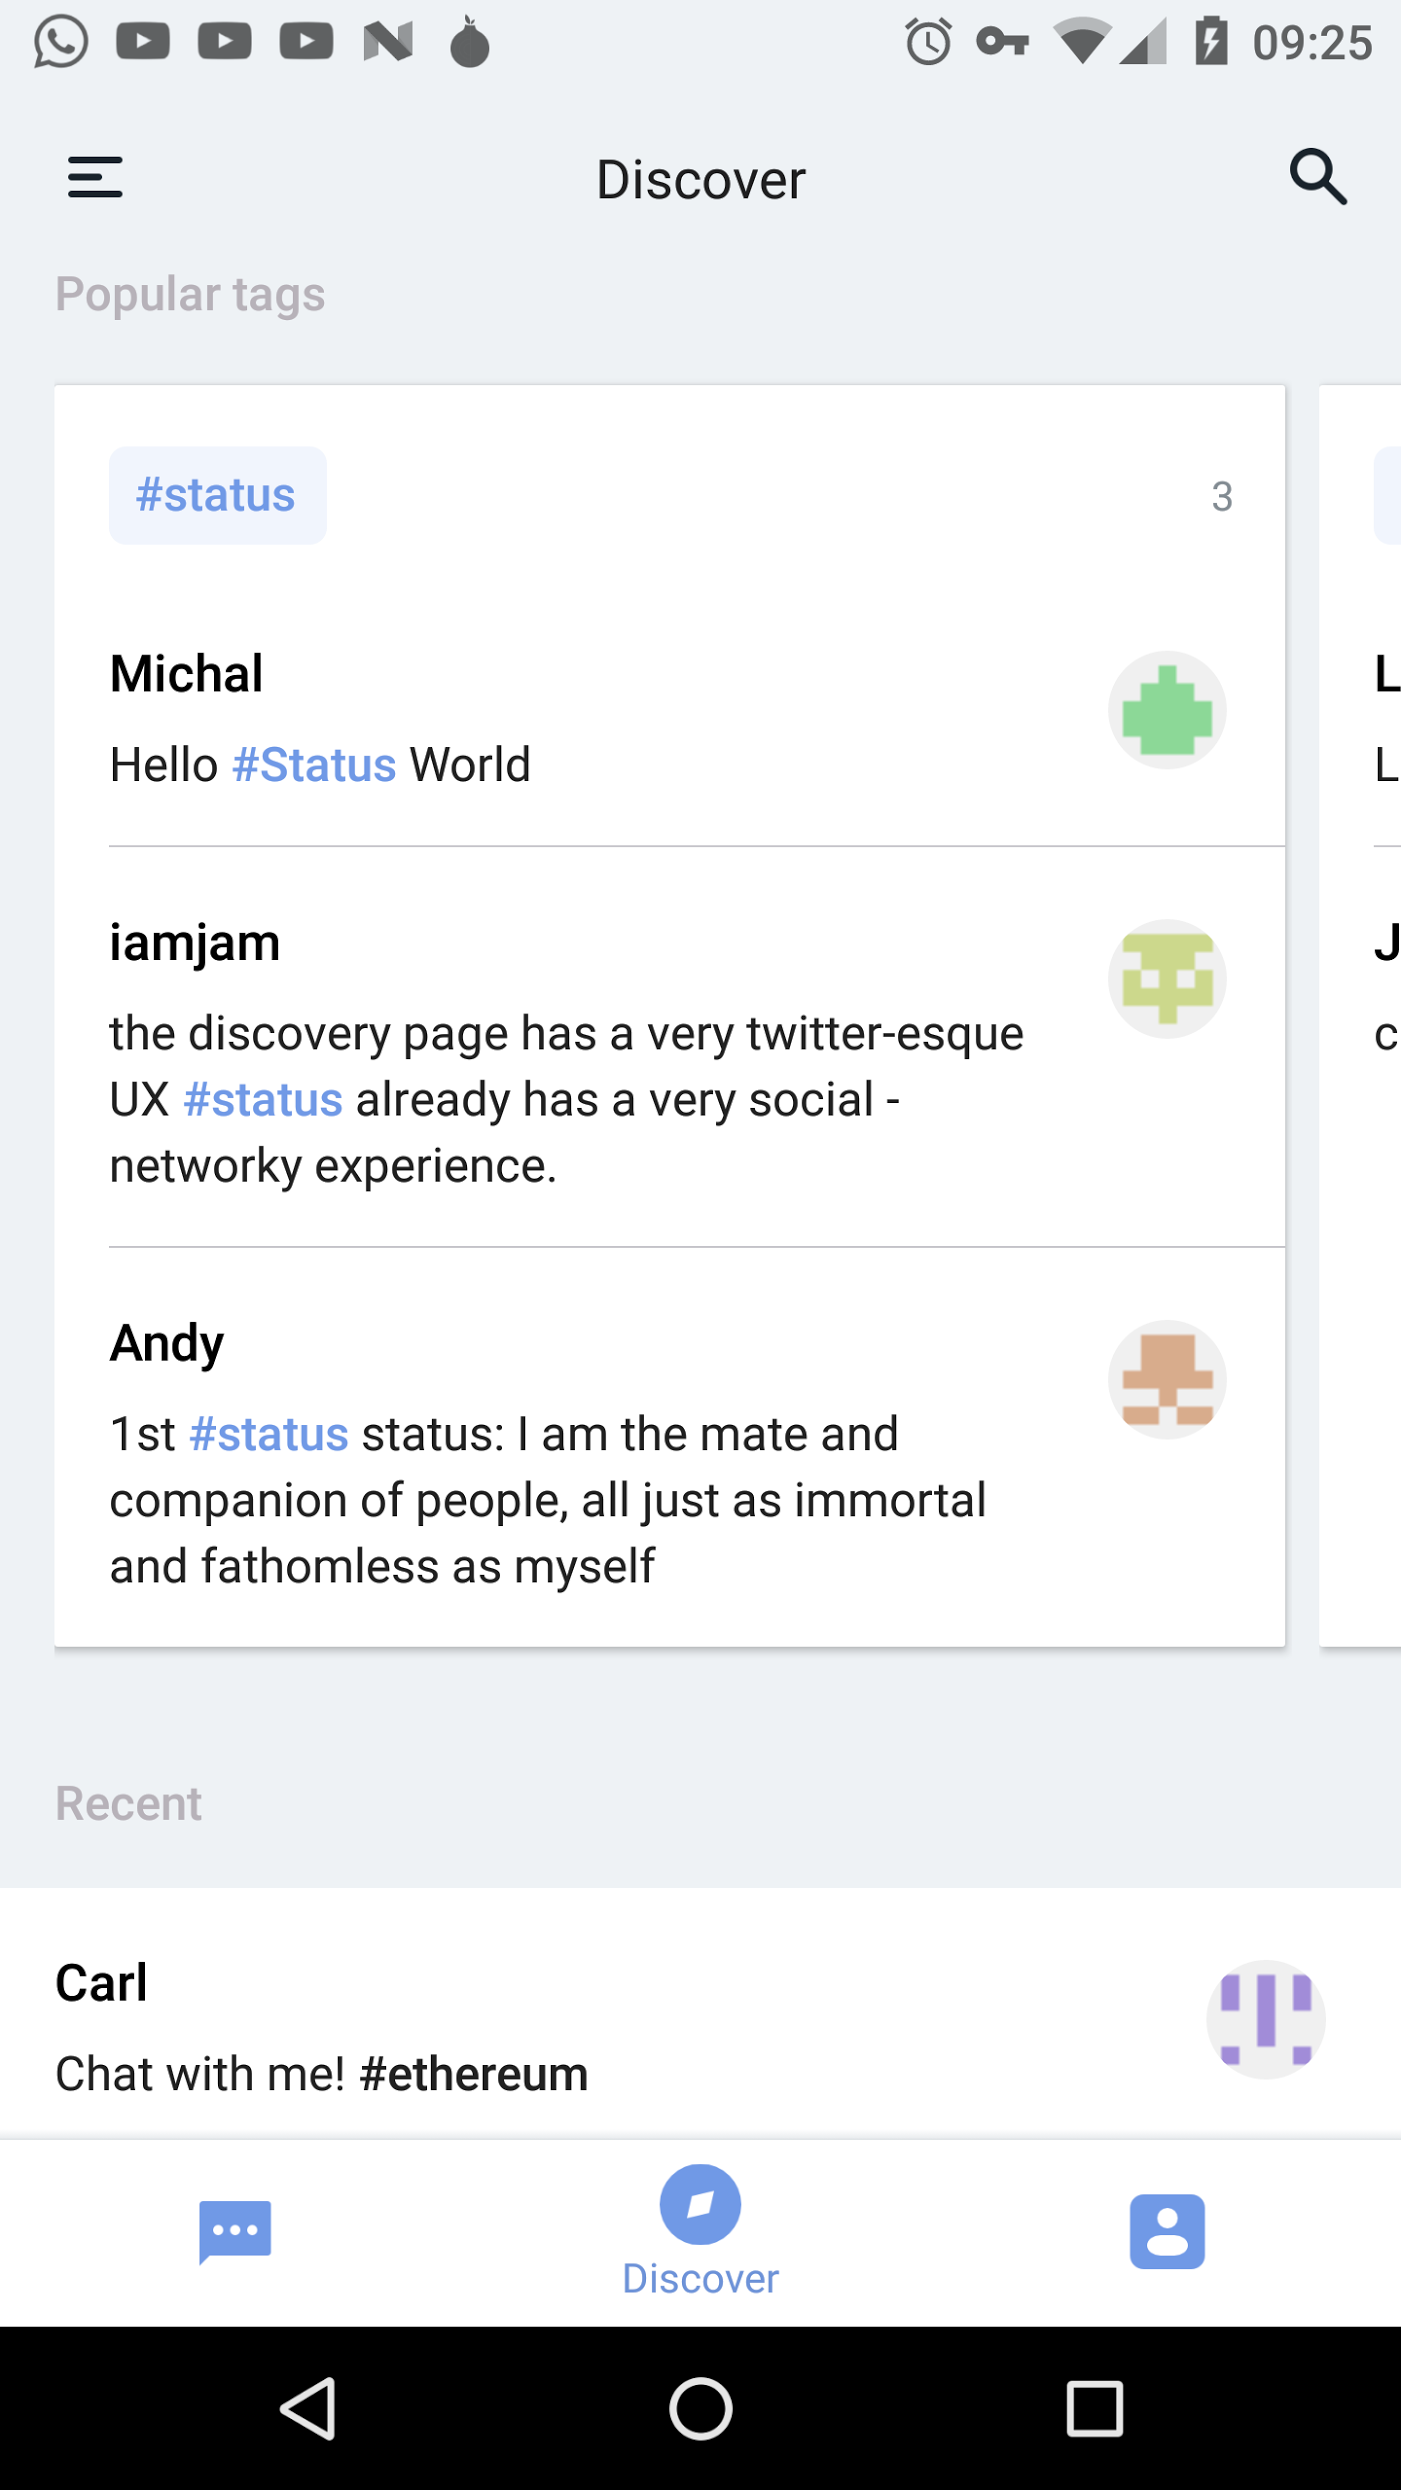 09:25
Discover
Popular tags
#status
3
Michal
Hello #Status World
iamjam
the discovery page has a very twitter-esque
UX #status already has a very social -
networky experience.
Andy
1st #status status: I am the mate and
companion of people, all just as immortal
and fathomless as myself
L
L
J
c
Recent
Carl
Chat with me! #ethereum
Discover